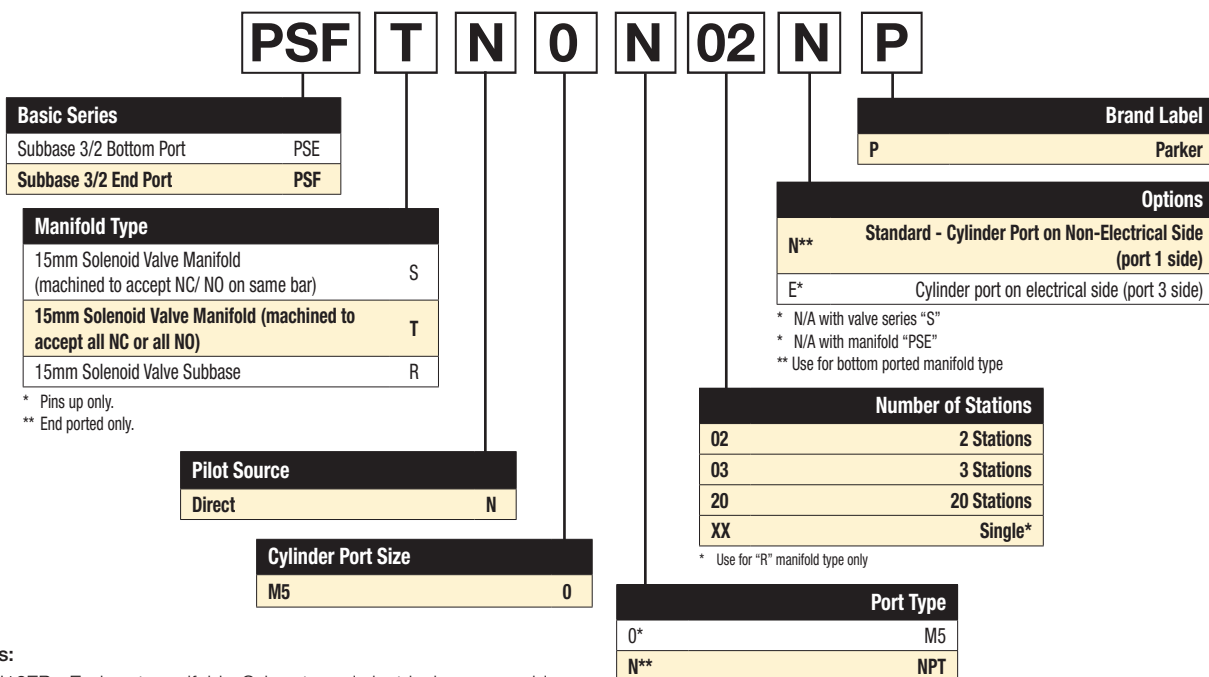 PSF T N 0 N 02 N P
Basic Series
Subbase 3/2 Bottom Port PSE
Subbase 3/2 End Port PSF
Manifold Type
15mm Solenoid Valve Manifold
(machined to accept NC/ NO on same bar) S
15mm Solenoid Valve Manifold (machined to
accept all NC or all NO) T
15mm Solenoid Valve Subbase R
* Pins up only.
** End ported only.
Pilot Source
Direct N
Cylinder Port Size
M5 0
Brand Label
P Parker
Options
N** Standard - Cylinder Port on Non-Electrical Side
(port 1 side)
E* Cylinder port on electrical side (port 3 side)
* N/A with valve series “S”
* N/A with manifold “PSE”
** Use for bottom ported manifold type
Number of Stations
02 2 Stations
03 3 Stations
20 20 Stations
XX Single*
* Use for “R” manifold type only
Port Type
0* M5
N** NPT
s: